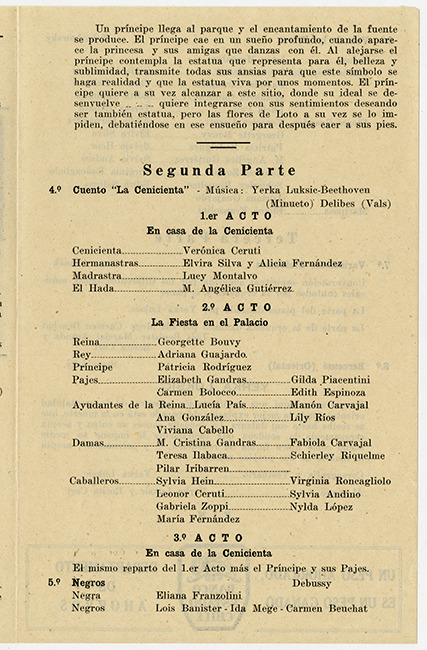 Un príncipe llega al parque y el encantamiento de la fuente
se produce. El príncipe cae en un sueño profundo, cuando apare-
ce la princesa y sus amigas que danzas con él. Al alejarse el
príncipe contempla la estatua que representa para él, belleza y
sublimidad, transmite todas sus ansias para que este símbolo se
haga realidad y que la estatua viva por unos momentos. El prín-
cipe quiere a su vez alcanzar a este sitio, donde su ideal se de-
senvuelve ... ... ... quiere integrarse con sus sentimientos deseando
ser también estatua, pero las flores de Loto a su vez se lo im-
piden, debatiéndose en ese ensueño para después caer a sus pies.
Segunda Parte
4.º Cuento "La Cenicienta" - Música: Yerka Luksic-Beethoven
(Minueto) Delibes (Vals)
1.er ACTO
En casa de la Cenicienta
Cenicienta........Verónica Ceruti
Hermanastras........Elvira Silva y Alicia Fernández
Madrastra........Lucy Montalvo
El Hada........M. Angélica Gutiérrez
2.º ACTO
La Fiesta en el Palacio
Reina........Georgette Bouvy
Rey........Adriana Guajardo
Príncipe Patricia Rodríguez
Pajes........Elizabeth Gandras........Gilda Piacentini
Carmen Bolocco........Edith Espinoza
Ayudantes de la Reina...Lucía País........Manón Carvajal
Ana González........Lily Ríos
Viviana Cabello
Damas........M. Cristina Gandras........Fabiola Carvajal
Teresa Ilabaca........Schierley Riquelme
Pilar Iribarren........
Caballeros........Sylvia Hein........Virginia Roncagliolo
Leonor Ceruti........Sylvia Andino
Gabriela Zoppi........Nylda López
María Fernández
3.º ACTO
En casa de la Cenicienta
El mismo reparto del 1.er Acto más el Príncipe y sus Pajes.
5.º Negros Debussy
Negra Eliana Franzolini
Negros Lois Banister - Ida Mege - Carmen Beuchat